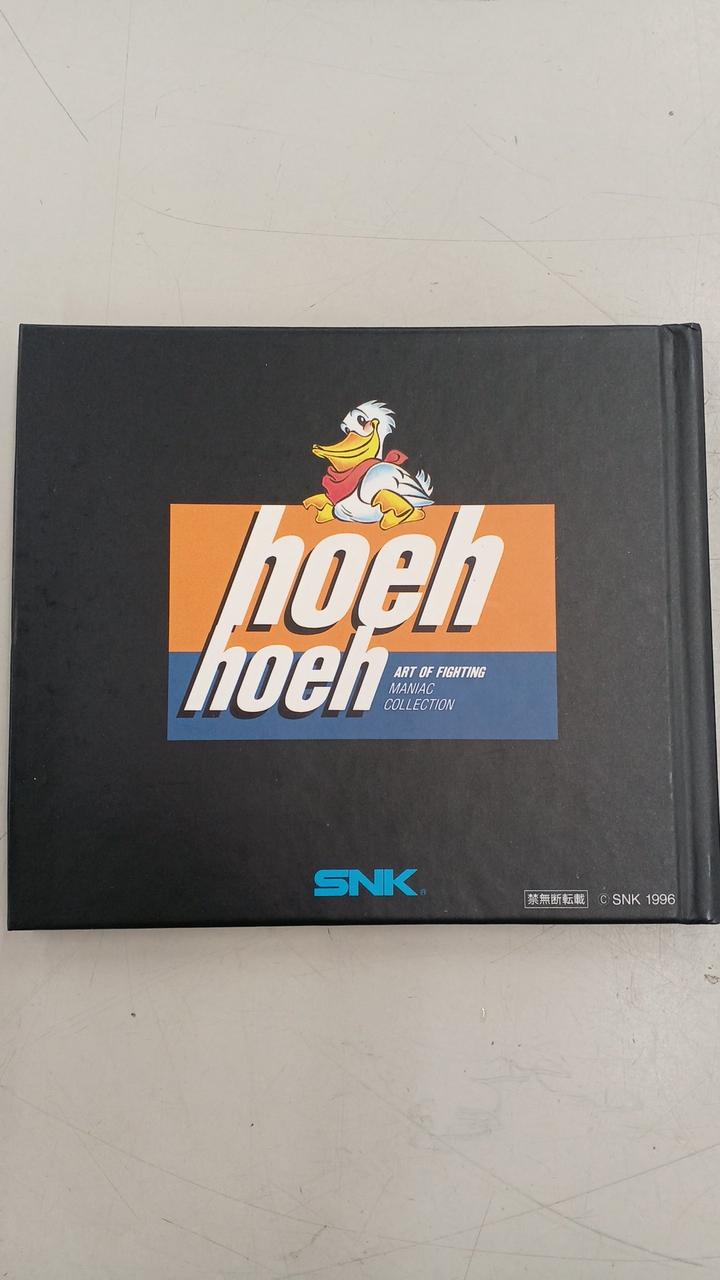 hoeh
hoeh
ART OF FIGHTING
MANIAC
COLLECTION
SNK®
禁無断転載 © SNK 1996